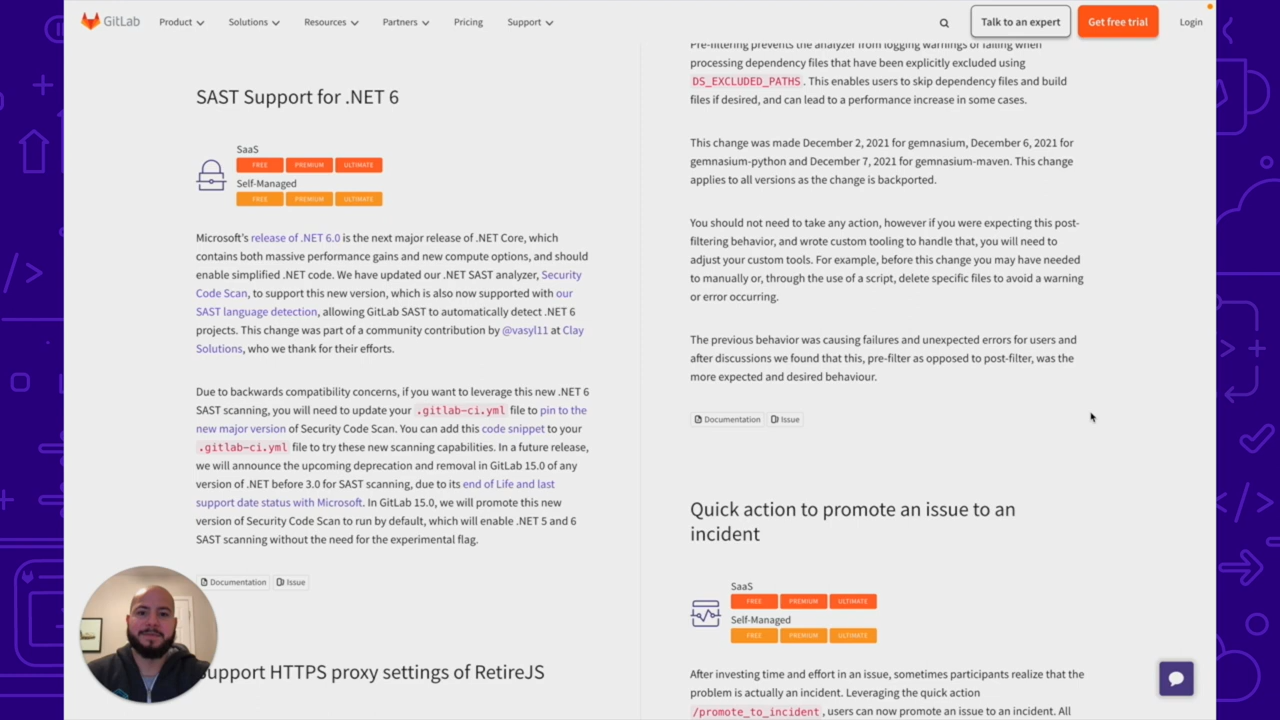 GitLab
Product
Solutions
Resources
Partners
Pricing
Support
Talk to an expert
Get free trial
Login
SAST Support for .NET 6
SaaS
FREE PREMIUM ULTIMATE
Self-Managed
FREE PREMIUM ULTIMATE
Microsoft's release of .NET 6.0 is the next major release of .NET Core, which
contains both massive performance gains and new compute options, and should
enable simplified .NET code. We have updated our .NET SAST analyzer, Security
Code Scan, to support this new version, which is also now supported with our
SAST language detection, allowing GitLab SAST to automatically detect .NET 6
projects. This change was part of a community contribution by @vasyl11 at Clay
Solutions, who we thank for their efforts.
Due to backwards compatibility concerns, if you want to leverage this new .NET 6
SAST scanning, you will need to update your .gitlab-ci.yml file to pin to the
new major version of Security Code Scan. You can add this code snippet to your
.gitlab-ci.yml file to try these new scanning capabilities. In a future release,
we will announce the upcoming deprecation and removal in GitLab 15.0 of any
version of .NET before 3.0 for SAST scanning, due to its end of Life and last
support date status with Microsoft. In GitLab 15.0, we will promote this new
version of Security Code Scan to run by default, which will enable .NET 5 and 6
SAST scanning without the need for the experimental flag.
Documentation Issue
upport HTTPS proxy settings of RetireJS
Pre-filtering prevents the analyzer from logging warnings or failing when
processing dependency files that have been explicitly excluded using
DS_EXCLUDED_PATHS. This enables users to skip dependency files and build
files if desired, and can lead to a performance increase in some cases.
This change was made December 2, 2021 for gemnasium, December 6, 2021 for
gemnasium-python and December 7, 2021 for gemnasium-maven. This change
applies to all versions as the change is backported.
You should not need to take any action, however if you were expecting this post-
filtering behavior, and wrote custom tooling to handle that, you will need to
adjust your custom tools. For example, before this change you may have needed
to manually or, through the use of a script, delete specific files to avoid a warning
or error occurring.
The previous behavior was causing failures and unexpected errors for users and
after discussions we found that this, pre-filter as opposed to post-filter, was the
more expected and desired behaviour.
Documentation Issue
Quick action to promote an issue to an
incident
SaaS
FREE PREMIUM ULTIMATE
Self-Managed
FREE PREMIUM ULTIMATE
After investing time and effort in an issue, sometimes participants realize that the
problem is actually an incident. Leveraging the quick action
/promote_to_incident, users can now promote an issue to an incident. All